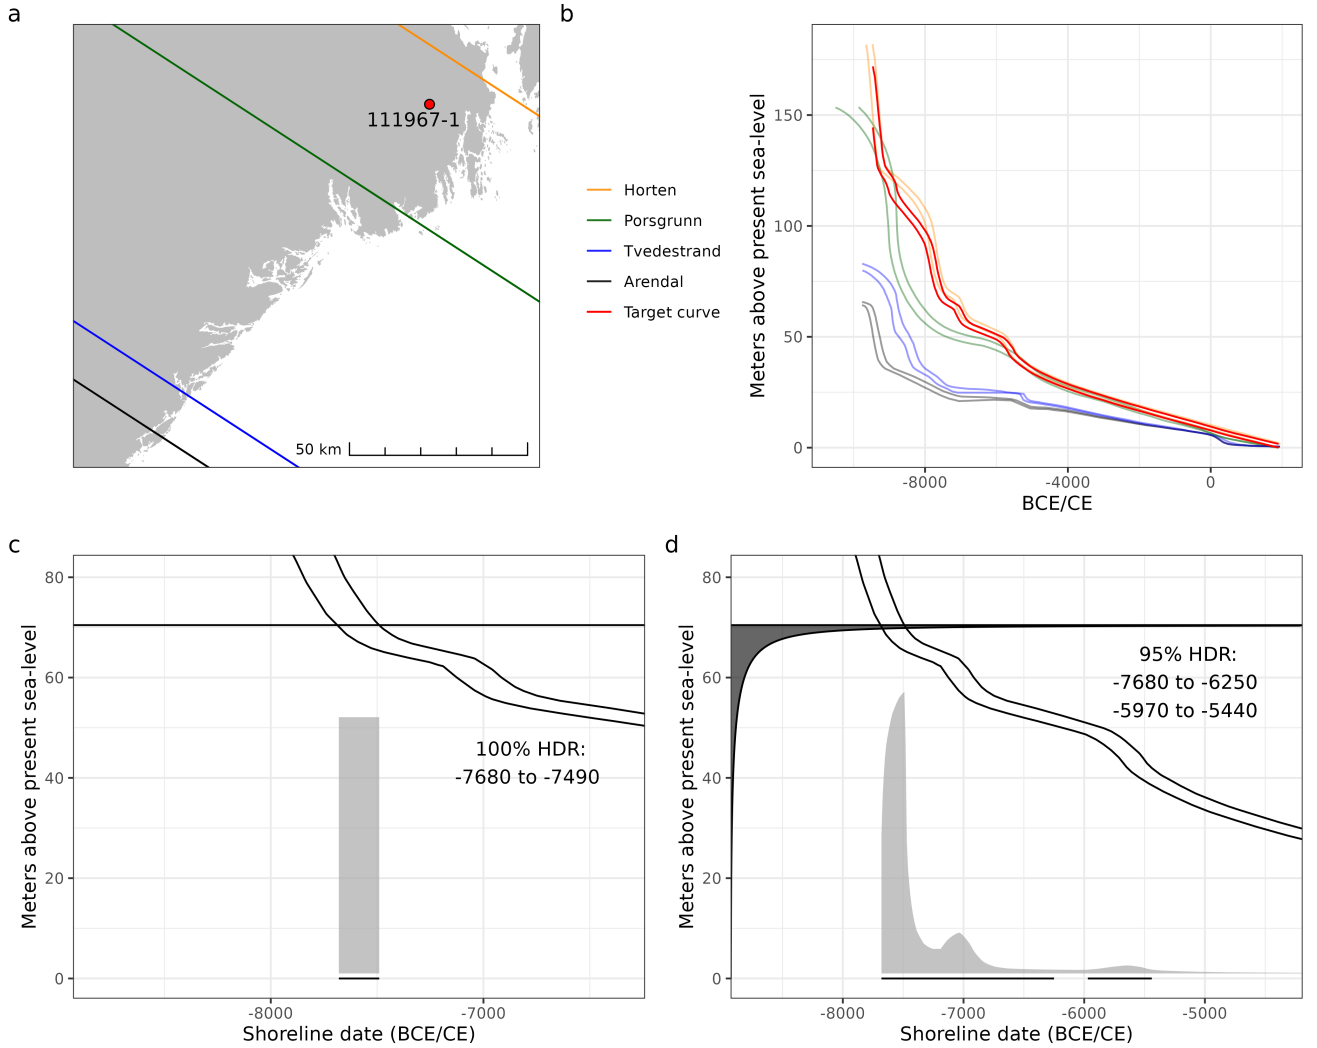 a
111967-1
50 km
Horten
Porsgrunn
Tvedestrand
Arendal
Target curve
b
Meters above present sea-level
150
100
50
0
-8000
-4000
0
BCE/CE
c
Meters above present sea-level
80
60
40
20
0
100% HDR:
-7680 to -7490
-8000
-7000
Shoreline date (BCE/CE)
d
Meters above present sea-level
80
60
40
20
0
95% HDR:
-7680 to -6250
-5970 to -5440
-8000
-7000
-6000
-5000
Shoreline date (BCE/CE)